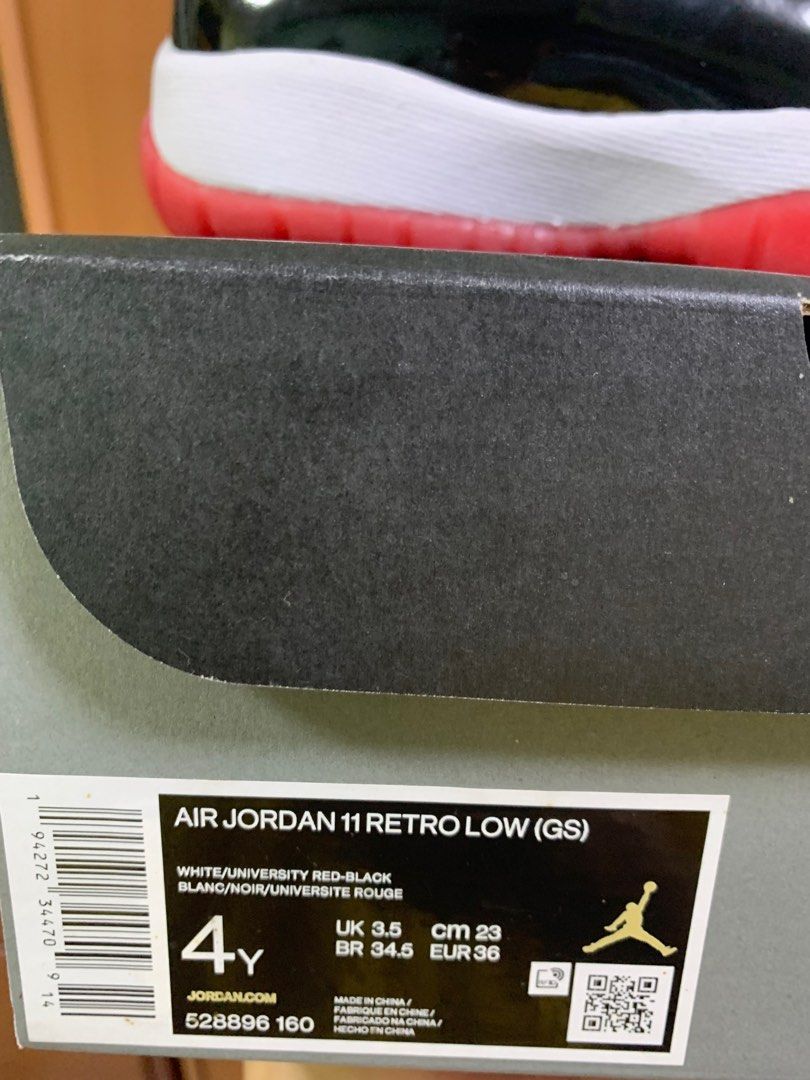 AIR JORDAN 11 RETRO LOW (GS)
WHITE/UNIVERSITY RED-BLACK
BLANC/NOIR/UNIVERSITE ROUGE
4Y
UK 3.5 cm 23
BR 34.5 EUR 36
JORDAN.COM
528896 160
MADE IN CHINA /
FABRIQUE EN CHINE /
FABRICADO NA CHINA /
HECHO EN CHINA
1 94272 34470 9 14